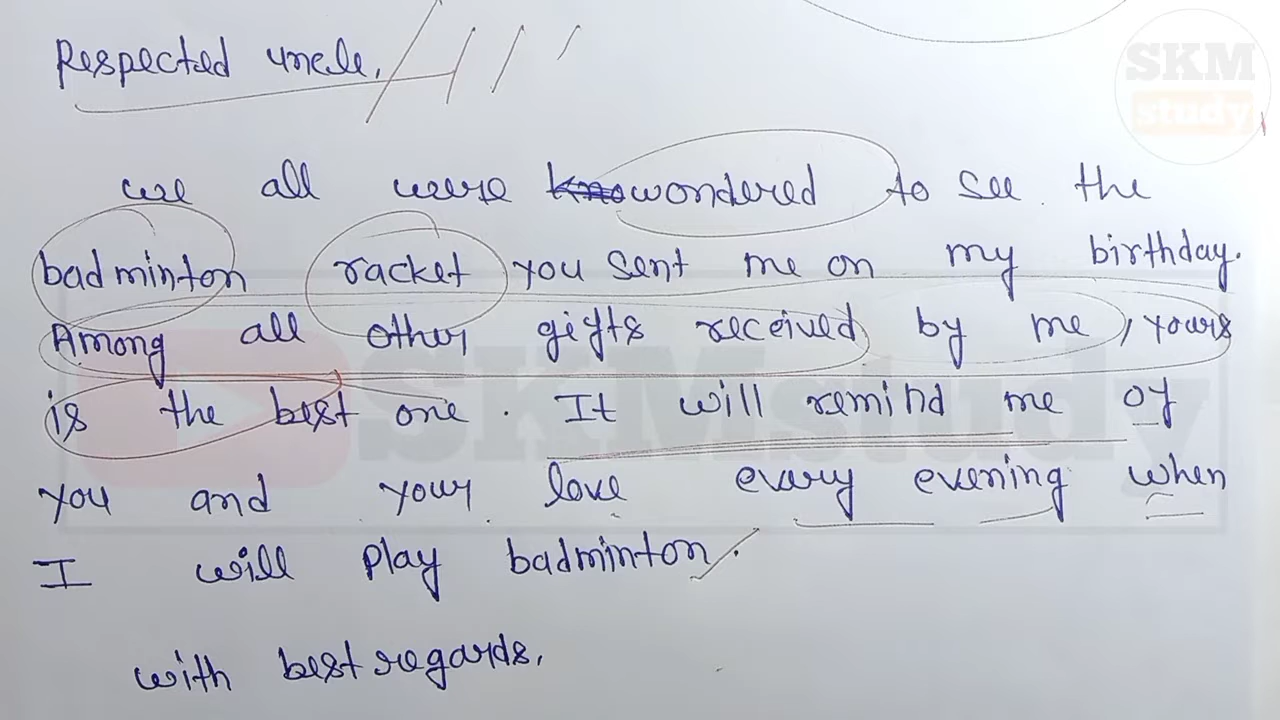 SKM
study
Respected uncle,
we all were wondered to see the
badminton racket you sent me on my birthday.
Among all other gifts received by me, yours
is the best one. It will remind me of
you and your love every evening when
I will play badminton.
with best regards,
SKMstudy